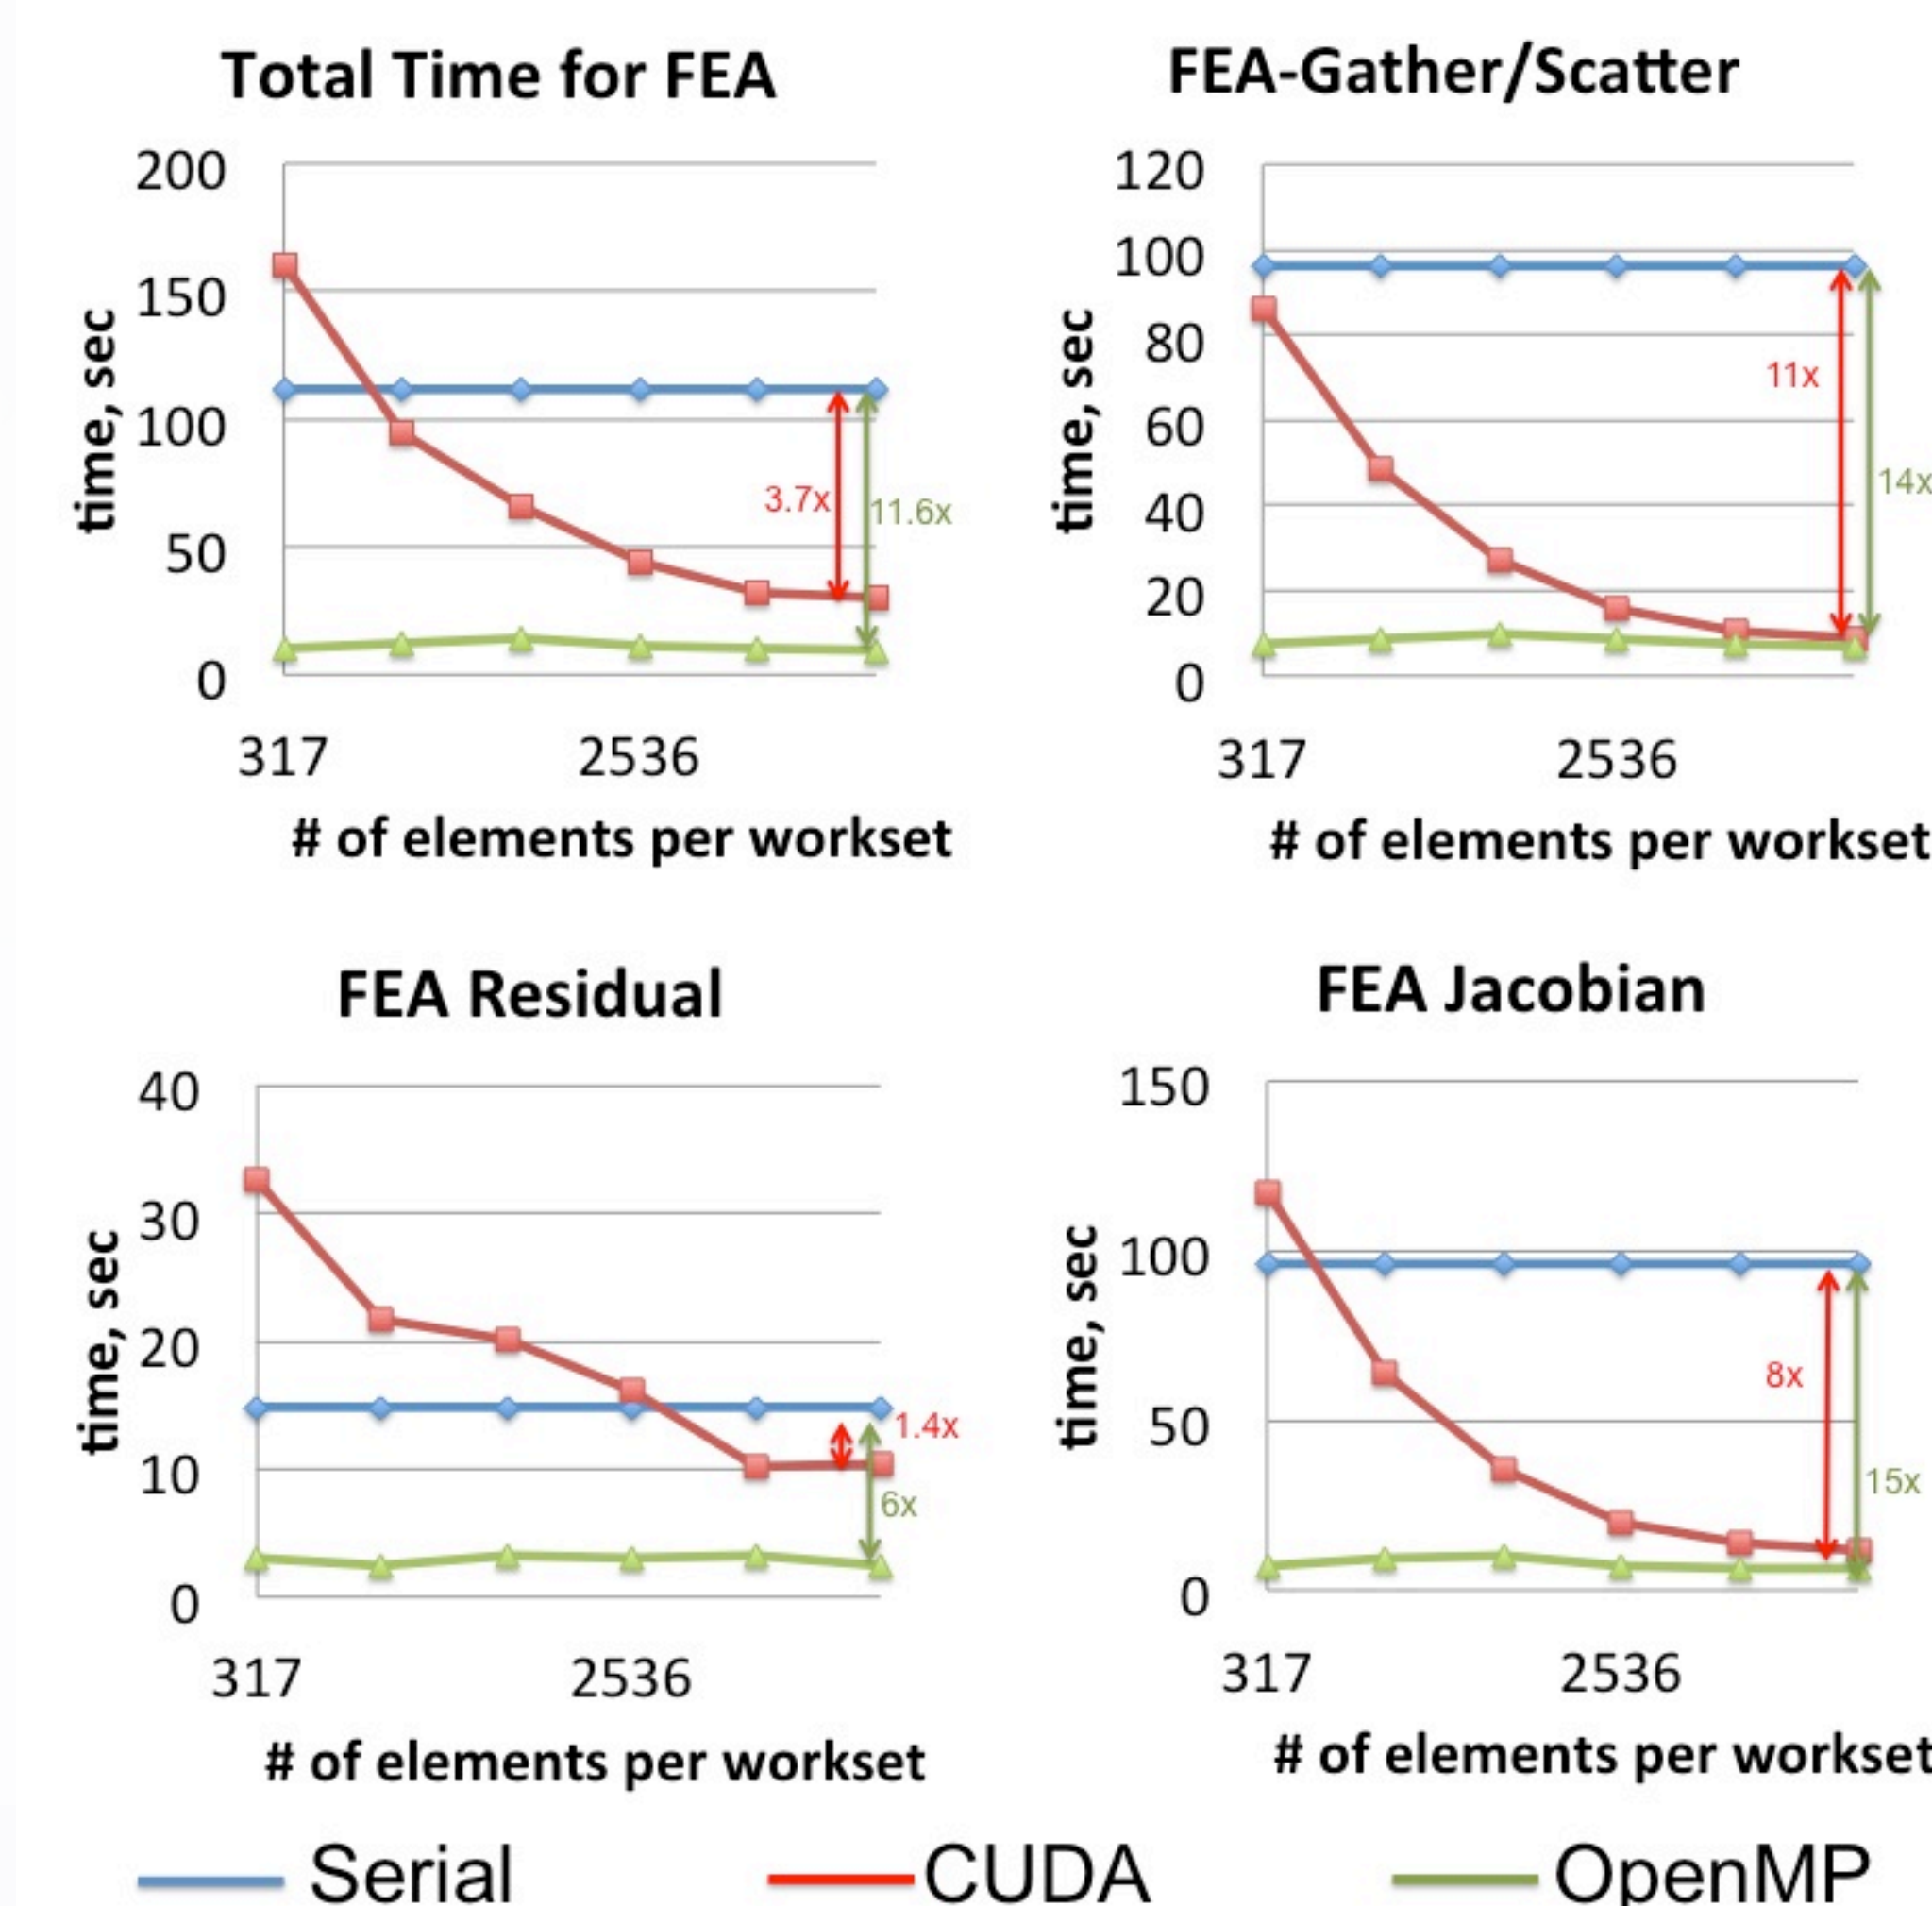 Total Time for FEA
200
150
100
50
0
time, sec
3.7x
11.6x
317 2536
# of elements per workset
FEA-Gather/Scatter
120
100
80
60
40
20
0
time, sec
11x
14x
317 2536
# of elements per workset
FEA Residual
40
30
20
10
0
time, sec
1.4x
6x
317 2536
# of elements per workset
FEA Jacobian
150
100
50
0
time, sec
8x
15x
317 2536
# of elements per workset
Serial CUDA OpenMP